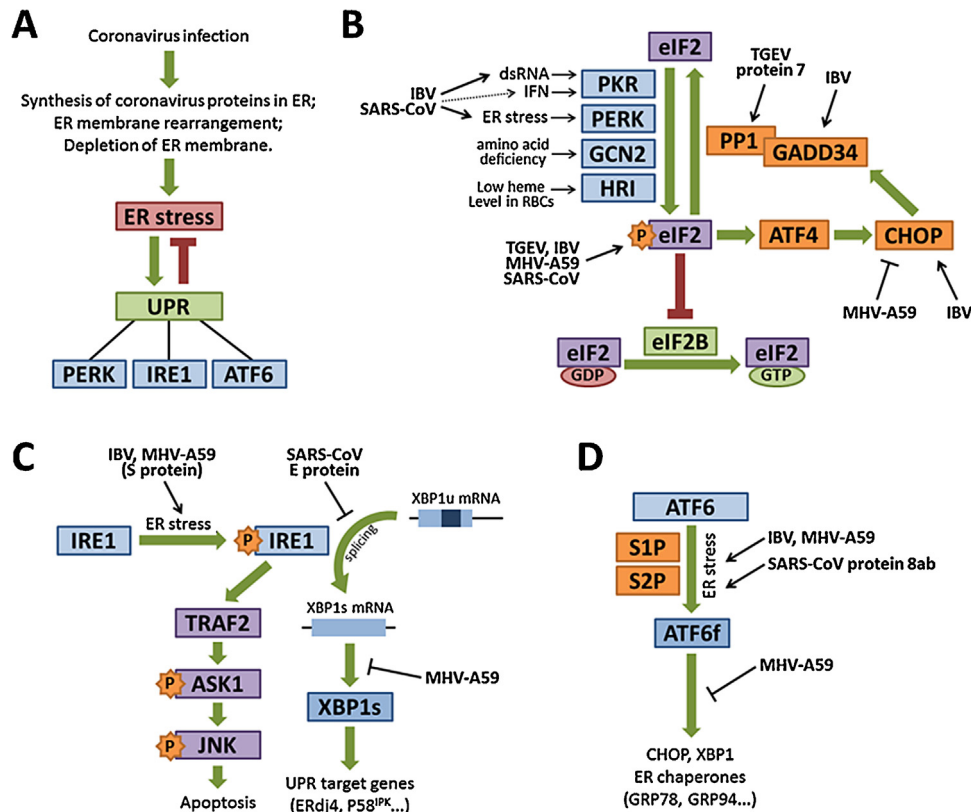 A
Coronavirus infection
Synthesis of coronavirus proteins in ER;
ER membrane rearrangement;
Depletion of ER membrane.
ER stress
UPR
PERK
IRE1
ATF6
B
eIF2
IBV
SARS-CoV
dsRNA
IFN
ER stress
amino acid
deficiency
Low heme
Level in RBCs
PKR
PERK
GCN2
HRI
TGEV
protein 7
IBV
PP1
GADD34
P
eIF2
ATF4
CHOP
TGEV, IBV
MHV-A59
SARS-CoV
MHV-A59
IBV
eIF2B
eIF2
GDP
eIF2
GTP
C
IBV, MHV-A59
(S protein)
SARS-CoV
E protein
XBP1u mRNA
ER stress
IRE1
P
IRE1
splicing
TRAF2
XBP1s mRNA
P
ASK1
MHV-A59
XBP1s
P
JNK
Apoptosis
UPR target genes
(ERdj4, P58IPK...)
D
ATF6
S1P
S2P
ER stress
IBV, MHV-A59
SARS-CoV protein 8ab
ATF6f
MHV-A59
CHOP, XBP1
ER chaperones
(GRP78, GRP94...)